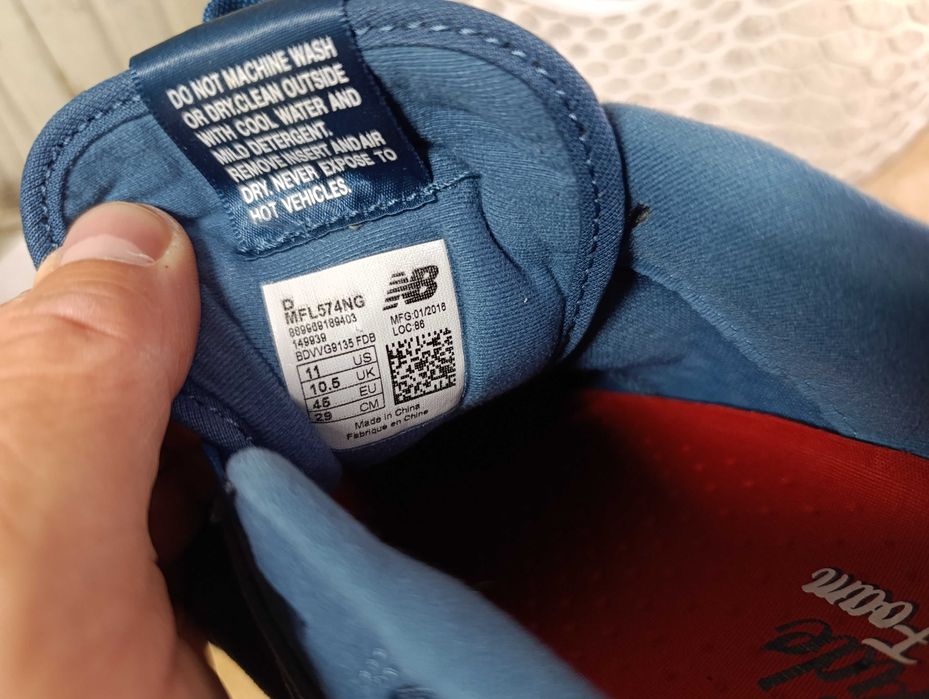 DO NOT MACHINE WASH
OR DRY.CLEAN OUTSIDE
WITH COOL WATER AND
MILD DETERGENT.
REMOVE INSERT AND AIR
DRY. NEVER EXPOSE TO
HOT VEHICLES.
D
MFL574NG
889969189403
149939
BDVVG9135 FDB
11 US
10.5 UK
45 EU
29 CM
NB
MFG:01/2018
LOC:86
Made in China
Fabriqué en Chine
Foam